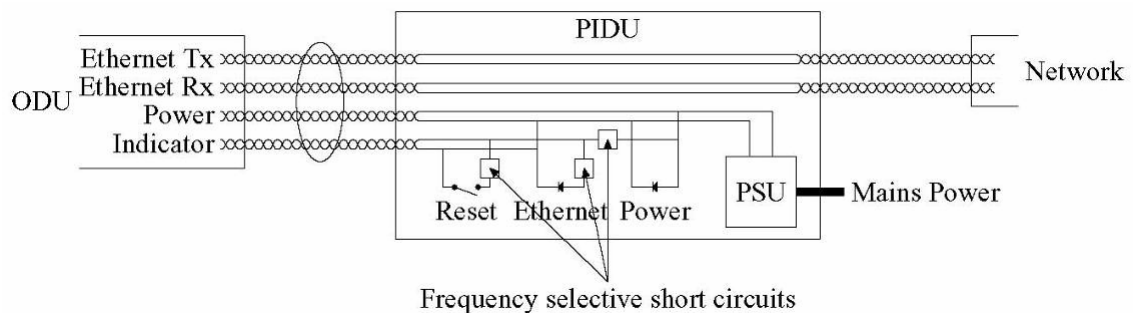 PIDU
Ethernet Tx
Ethernet Rx
ODU
Power
Indicator
Network
Reset
Ethernet
Power
PSU
Mains Power
Frequency selective short circuits